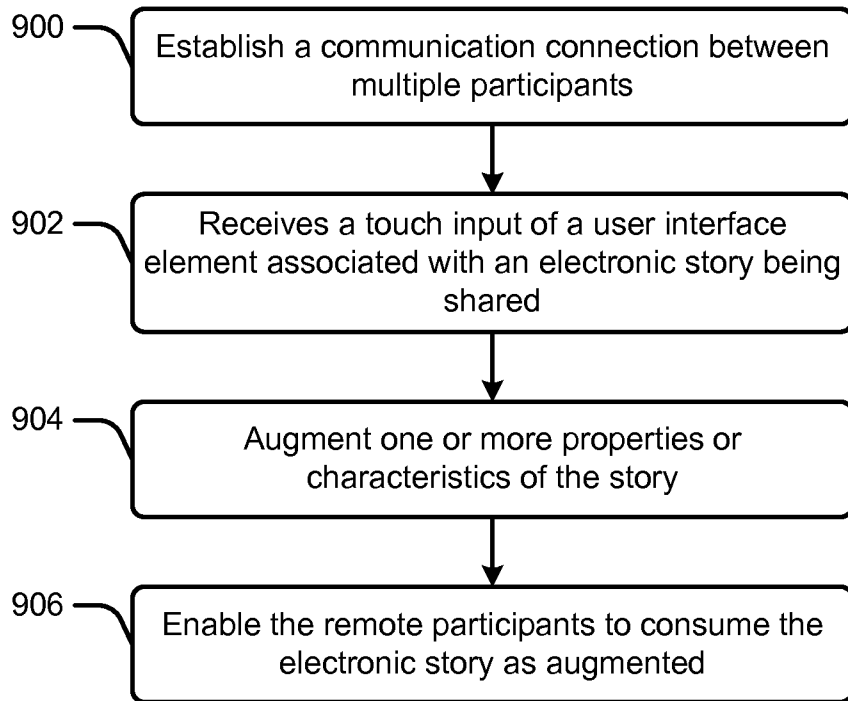 900
Establish a communication connection between
multiple participants
902
Receives a touch input of a user interface
element associated with an electronic story being
shared
904
Augment one or more properties or
characteristics of the story
906
Enable the remote participants to consume the
electronic story as augmented